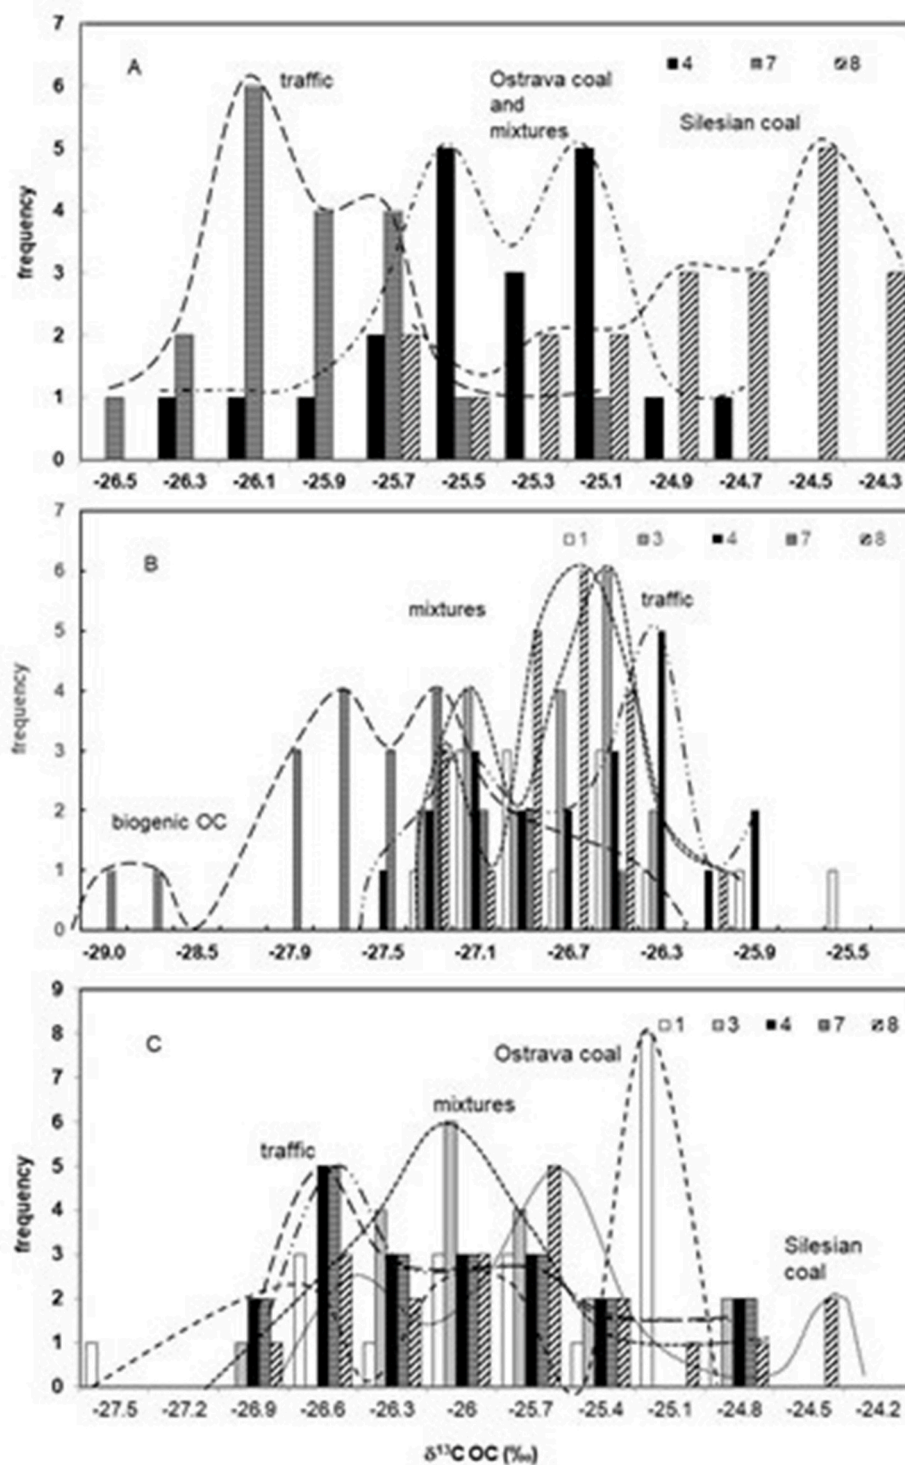 7
6
5
4
3
2
1
0
frequency
A
traffic
Ostrava coal
and
mixtures
Silesian coal
4 7 8
-26.5 -26.3 -26.1 -25.9 -25.7 -25.5 -25.3 -25.1 -24.9 -24.7 -24.5 -24.3
7
6
5
4
3
2
1
0
frequency
B
1 3 4 7 8
mixtures
traffic
biogenic OC
-29.0 -28.5 -27.9 -27.5 -27.1 -26.7 -26.3 -25.9 -25.5
9
8
7
6
5
4
3
2
1
0
frequency
C
1 3 4 7 8
Ostrava coal
mixtures
traffic
Silesian
coal
-27.5 -27.2 -26.9 -26.6 -26.3 -26 -25.7 -25.4 -25.1 -24.8 -24.5 -24.2
δ¹³C OC (‰)